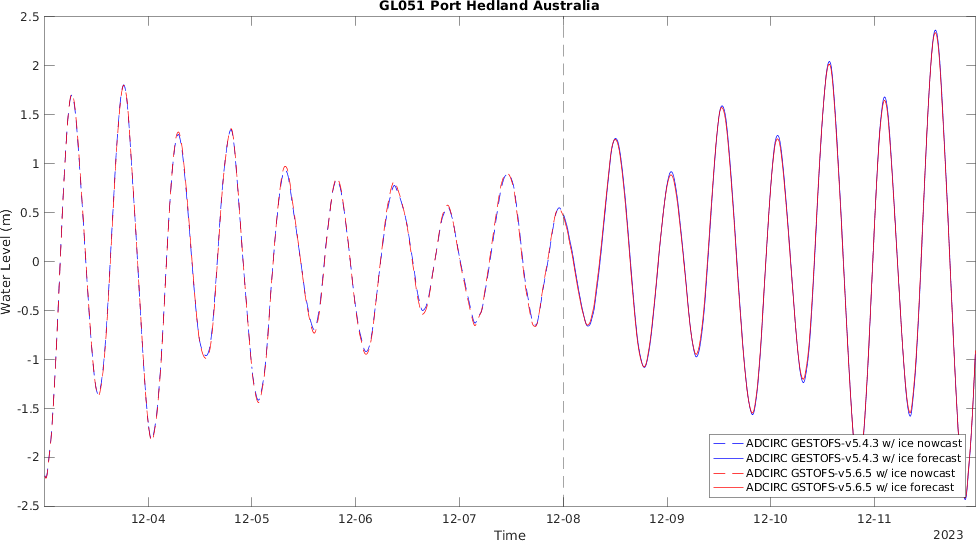 GL051 Port Hedland Australia
2.5
2
1.5
1
0.5
0
-0.5
-1
-1.5
-2
-2.5
Water Level (m)
ADCIRC GESTOFS-v5.4.3 w/ ice nowcast
ADCIRC GESTOFS-v5.4.3 w/ ice forecast
ADCIRC GSTOFS-v5.6.5 w/ ice nowcast
ADCIRC GSTOFS-v5.6.5 w/ ice forecast
12-04 12-05 12-06 12-07 12-08 12-09 12-10 12-11
Time
2023